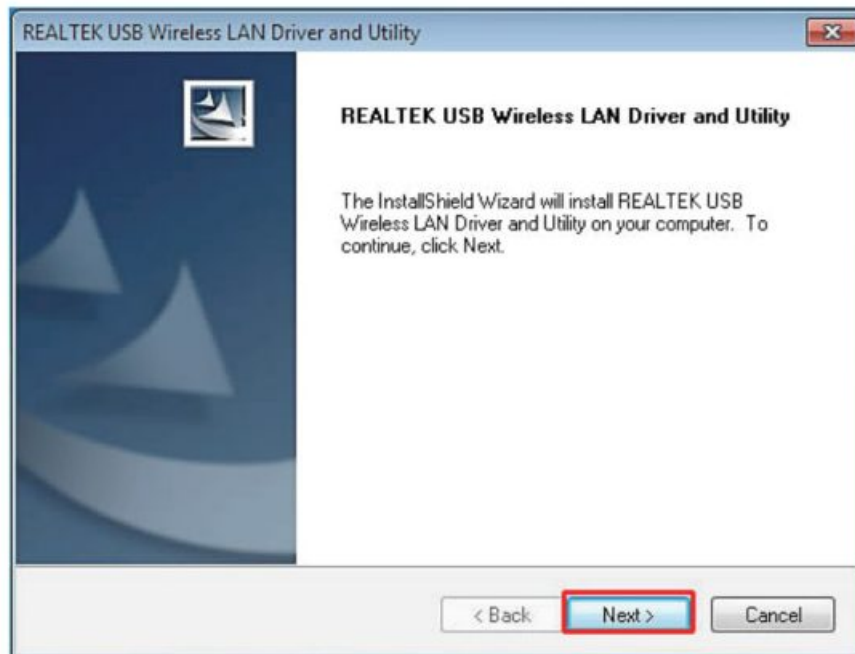 REALTEK USB Wireless LAN Driver and Utility
REALTEK USB Wireless LAN Driver and Utility
The InstallShield Wizard will install REALTEK USB
Wireless LAN Driver and Utility on your computer. To
continue, click Next.
< Back Next > Cancel